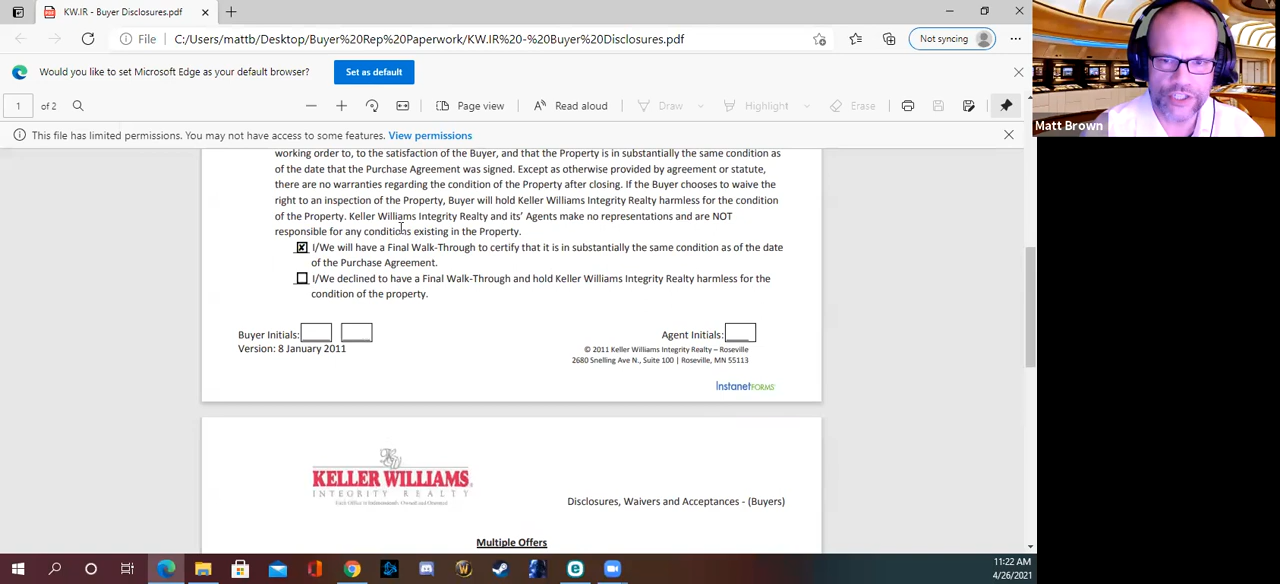 KW.IR - Buyer Disclosures.pdf
File C:/Users/mattb/Desktop/Buyer%20Rep%20Paperwork/KW.IR%20-%20Buyer%20Disclosures.pdf Not syncing
Would you like to set Microsoft Edge as your default browser? Set as default
1 of 2 Page view Read aloud Draw Highlight Erase
This file has limited permissions. You may not have access to some features. View permissions
Matt Brown
working order to, to the satisfaction of the Buyer, and that the Property is in substantially the same condition as
of the date that the Purchase Agreement was signed. Except as otherwise provided by agreement or statute,
there are no warranties regarding the condition of the Property after closing. If the Buyer chooses to waive the
right to an inspection of the Property, Buyer will hold Keller Williams Integrity Realty harmless for the condition
of the Property. Keller Williams Integrity Realty and its' Agents make no representations and are NOT
responsible for any conditions existing in the Property.
I/We will have a Final Walk-Through to certify that it is in substantially the same condition as of the date
of the Purchase Agreement.
I/We declined to have a Final Walk-Through and hold Keller Williams Integrity Realty harmless for the
condition of the property.
Buyer Initials: Agent Initials:
Version: 8 January 2011
© 2011 Keller Williams Integrity Realty – Roseville
2680 Snelling Ave N., Suite 100 | Roseville, MN 55113
InstanetFORMS
KELLER WILLIAMS
INTEGRITY REALTY
Each Office is Independently Owned and Operated
Disclosures, Waivers and Acceptances - (Buyers)
Multiple Offers
11:22 AM
4/26/2021